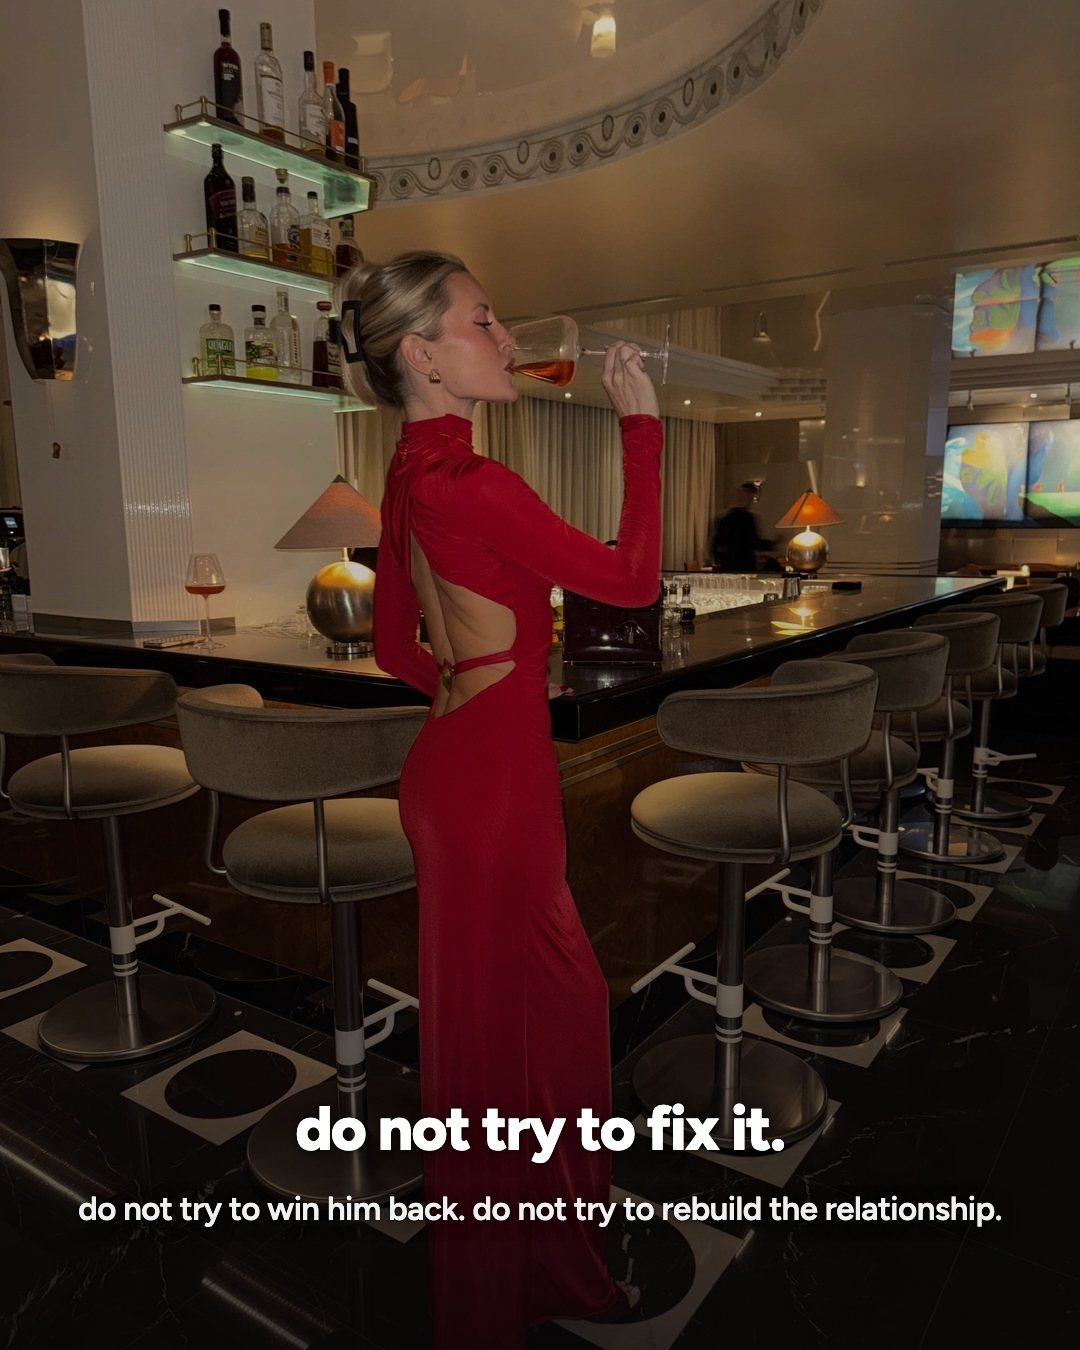 do not try to fix it.
do not try to win him back. do not try to rebuild the relationship.